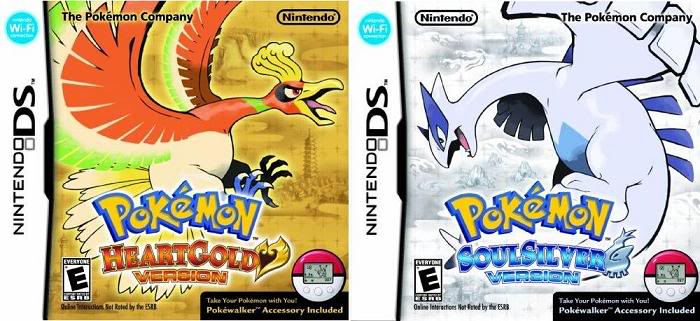 Nintendo
Wi-Fi
connection
The Pokémon Company
Nintendo
NINTENDO DS™
POKéMON
HEARTGOLD
VERSION
EVERYONE
E
ESRB
Online Interactions Not Rated by the ESRB
Take Your Pokémon with You!
Pokéwalker™ Accessory Included
Nintendo
Wi-Fi
connection
Nintendo
The Pokémon Company
NINTENDO DS™
POKéMON
SOULSILVER
VERSION
EVERYONE
E
ESRB
Online Interactions Not Rated by the ESRB
Take Your Pokémon with You!
Pokéwalker™ Accessory Included